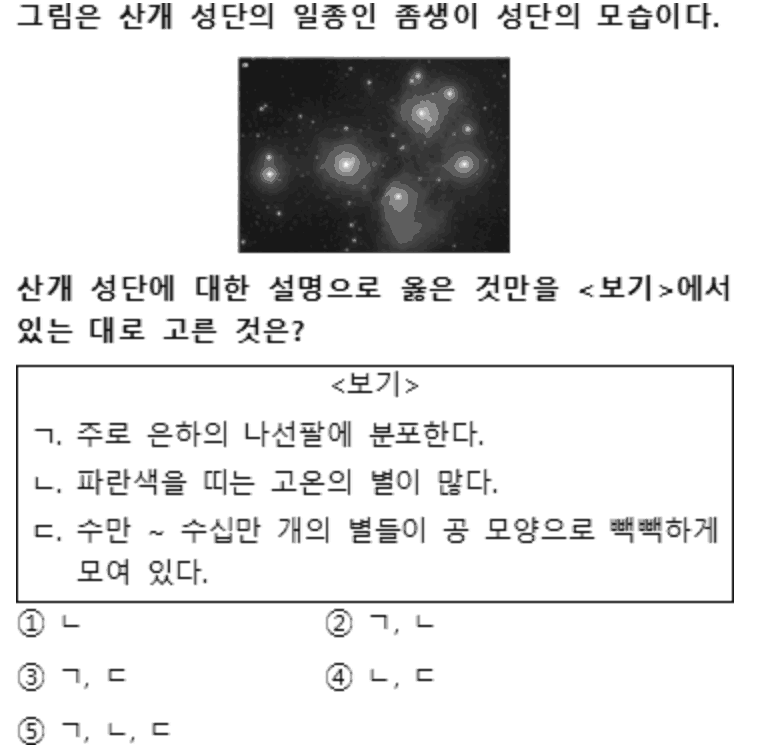 그림은 산개 성단의 일종인 좀생이 성단의 모습이다.
산개 성단에 대한 설명으로 옳은 것만을 <보기>에서
있는 대로 고른 것은?
<보기>
ㄱ. 주로 은하의 나선팔에 분포한다.
ㄴ. 파란색을 띠는 고온의 별이 많다.
ㄷ. 수만 ~ 수십만 개의 별들이 공 모양으로 빽빽하게
모여 있다.
① ㄴ ② ㄱ, ㄴ
③ ㄱ, ㄷ ④ ㄴ, ㄷ
⑤ ㄱ, ㄴ, ㄷ